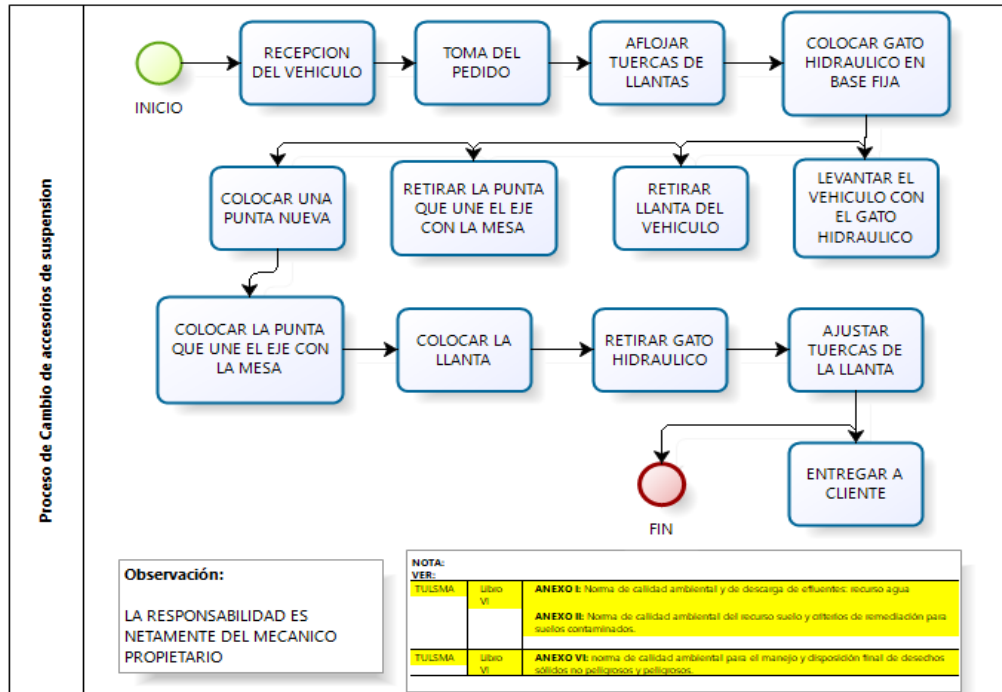 Proceso de Cambio de accesorios de suspension
INICIO
RECEPCION
DEL VEHICULO
TOMA DEL
PEDIDO
AFLOJAR
TUERCAS DE
LLANTAS
COLOCAR GATO
HIDRAULICO EN
BASE FIJA
COLOCAR UNA
PUNTA NUEVA
RETIRAR LA PUNTA
QUE UNE EL EJE
CON LA MESA
RETIRAR
LLANTA DEL
VEHICULO
LEVANTAR EL
VEHICULO CON
EL GATO
HIDRAULICO
COLOCAR LA PUNTA
QUE UNE EL EJE CON
LA MESA
COLOCAR LA
LLANTA
RETIRAR GATO
HIDRAULICO
AJUSTAR
TUERCAS DE
LA LLANTA
FIN
ENTREGAR A
CLIENTE
Observación:
LA RESPONSABILIDAD ES
NETAMENTE DEL MECANICO
PROPIETARIO
NOTA:
VER:
TULSMA
Libro
VI
ANEXO I: Norma de calidad ambiental y de descarga de efluentes: recurso agua
ANEXO II: Norma de calidad ambiental del recurso suelo y criterios de remediación para
suelos contaminados.
TULSMA
Libro
VI
ANEXO VI: norma de calidad ambiental para el manejo y disposición final de desechos
sólidos no peligrosos y peligrosos.